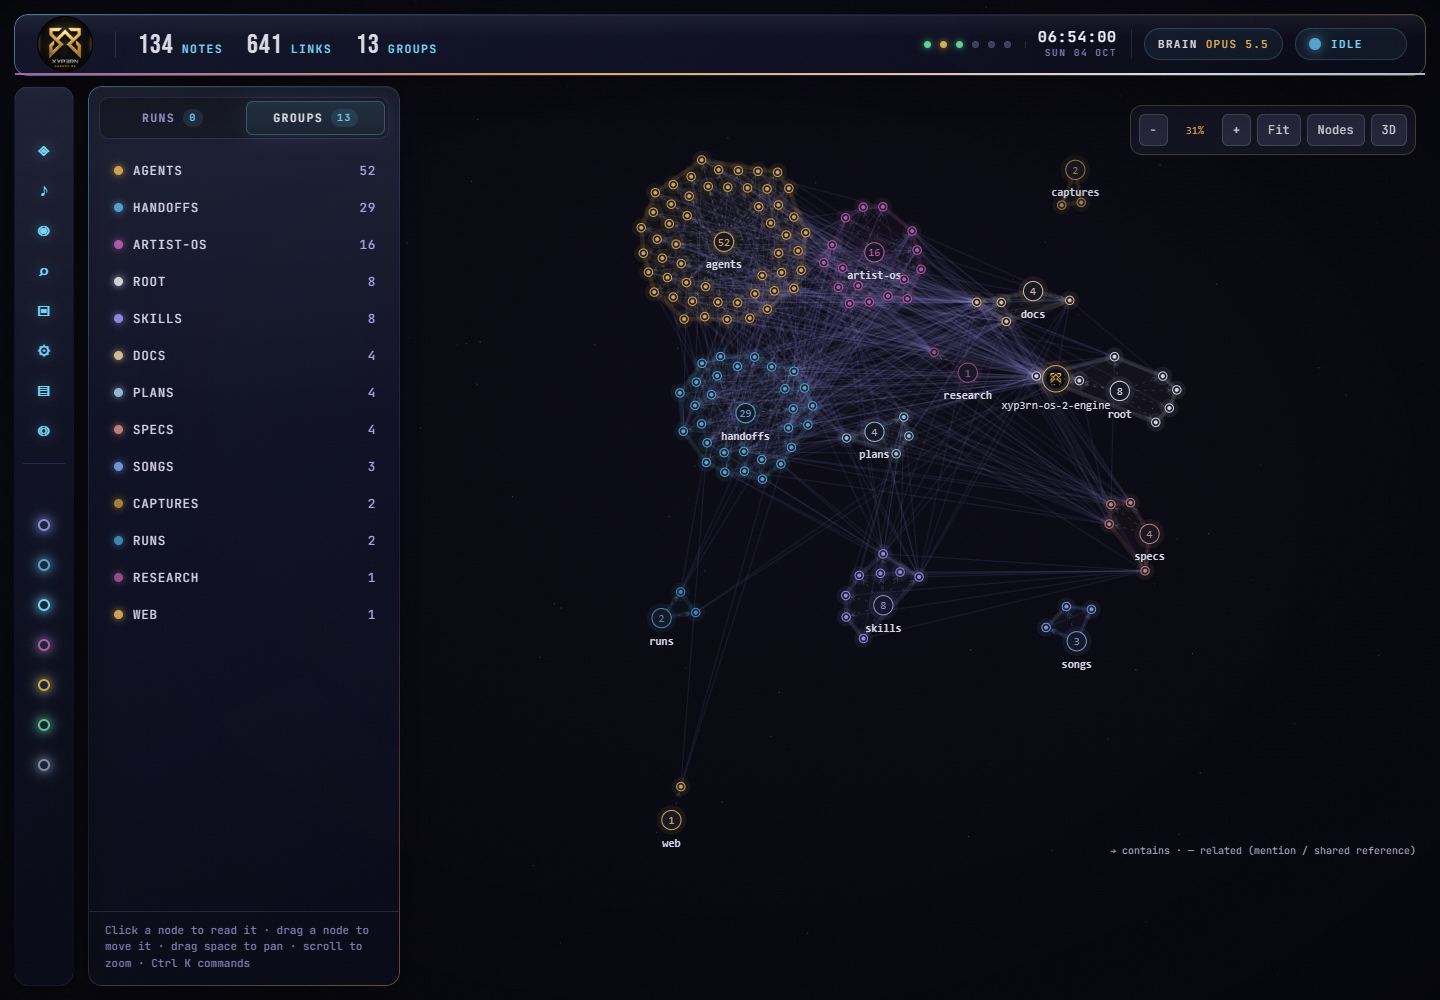 XYP3RN
134 NOTES 641 LINKS 13 GROUPS
06:54:00
SUN 04 OCT
BRAIN OPUS 5.5
IDLE
RUNS 0
GROUPS 13
AGENTS 52
HANDOFFS 29
ARTIST-OS 16
ROOT 8
SKILLS 8
DOCS 4
PLANS 4
SPECS 4
SONGS 3
CAPTURES 2
RUNS 2
RESEARCH 1
WEB 1
Click a node to read it · drag a node to
move it · drag space to pan · scroll to
zoom · Ctrl K commands
- 31% + Fit Nodes 3D
2
captures
52
agents
16
artist-os
4
docs
1
research
xyp3rn-os-2-engine
8
root
29
handoffs
4
plans
4
specs
8
skills
2
runs
3
songs
1
web
→ contains · — related (mention / shared reference)